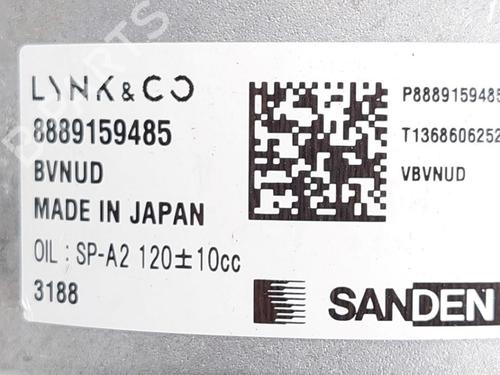 LYNK & CO
8889159485
BVNUD
MADE IN JAPAN
OIL : SP-A2 120±10cc
3188
P8889159485
T1368606252
VBVNUD
SANDEN